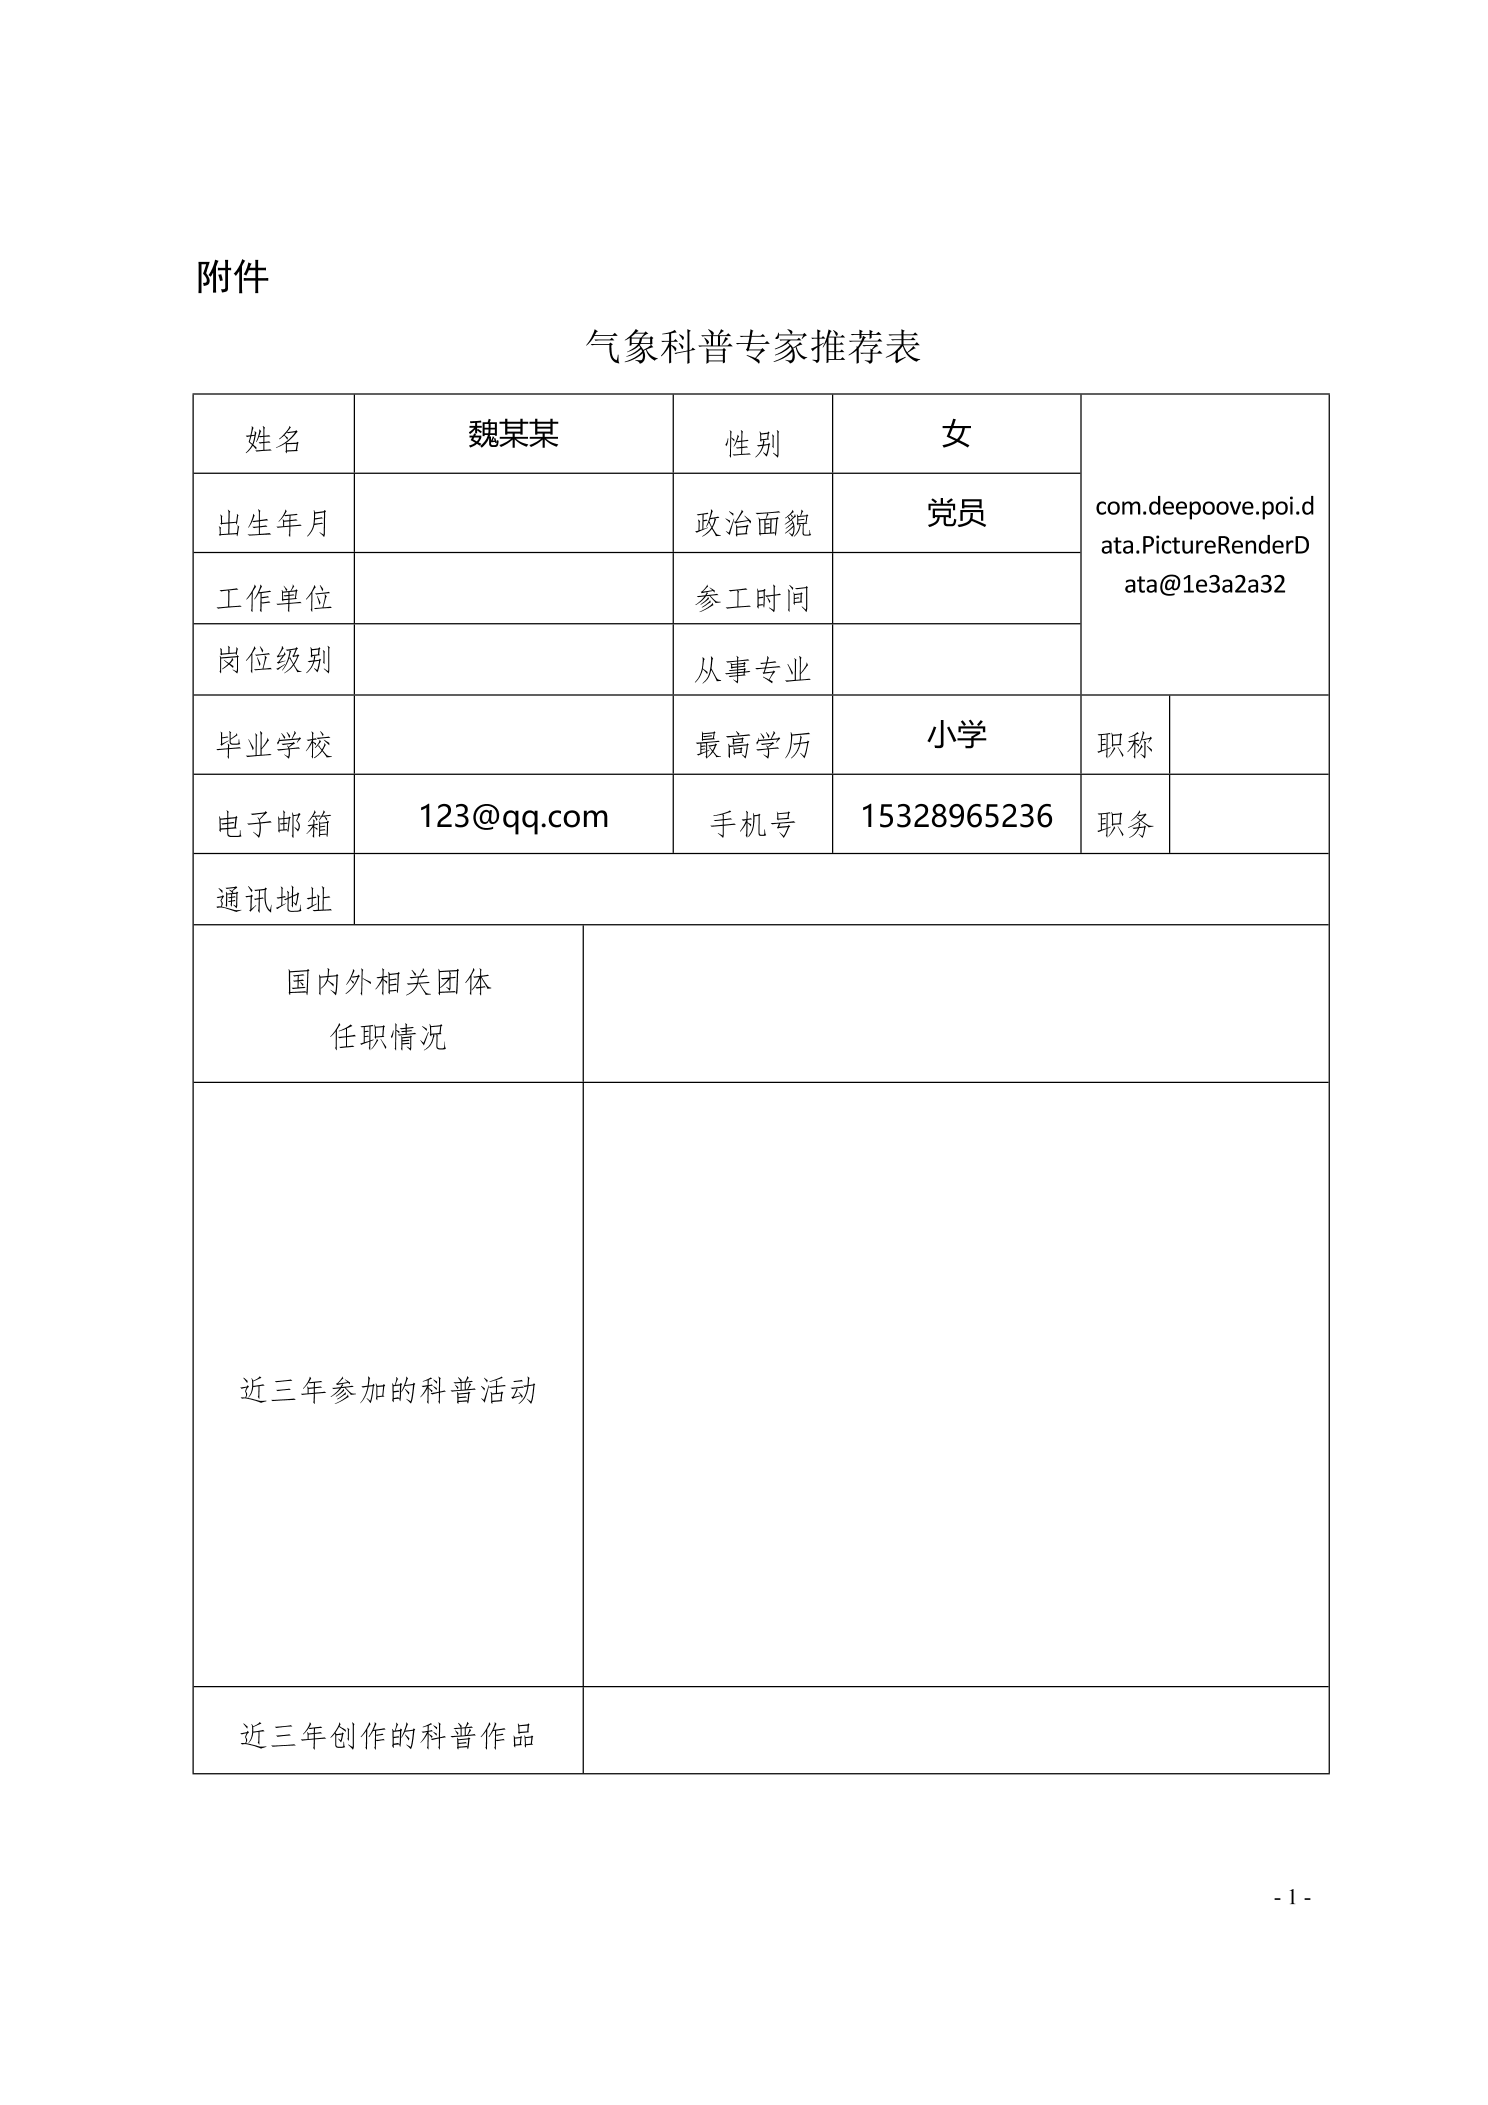 附件
气象科普专家推荐表
姓名 魏某某 性别 女
com.deepoove.poi.d
ata.PictureRenderD
ata@1e3a2a32
出生年月 政治面貌 党员
工作单位 参工时间
岗位级别 从事专业
毕业学校 最高学历 小学 职称
电子邮箱 123@qq.com 手机号 15328965236 职务
通讯地址
国内外相关团体
任职情况
近三年参加的科普活动
近三年创作的科普作品
- 1 -